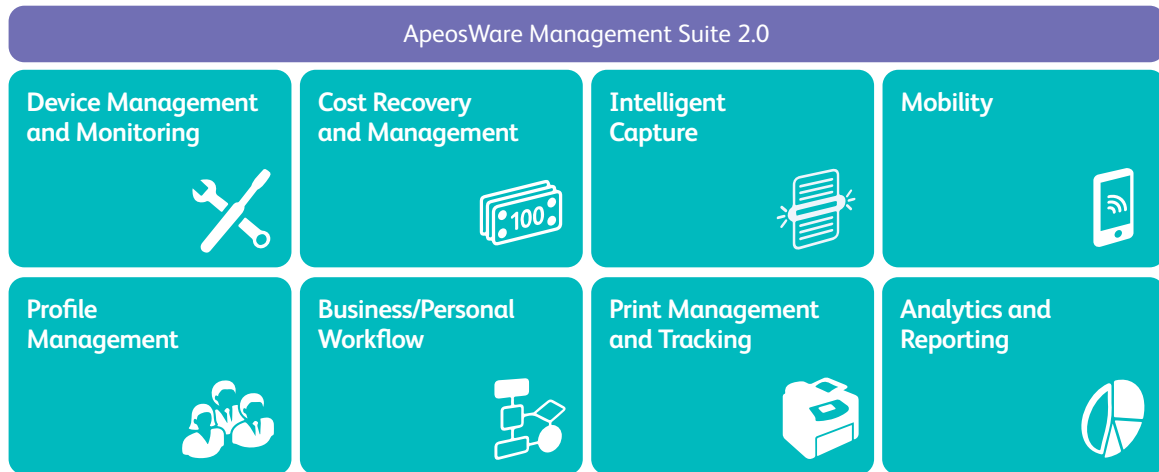 ApeosWare Management Suite 2.0
Device Management
and Monitoring
Cost Recovery
and Management
100
Intelligent
Capture
Mobility
Profile
Management
Business/Personal
Workflow
Print Management
and Tracking
Analytics and
Reporting